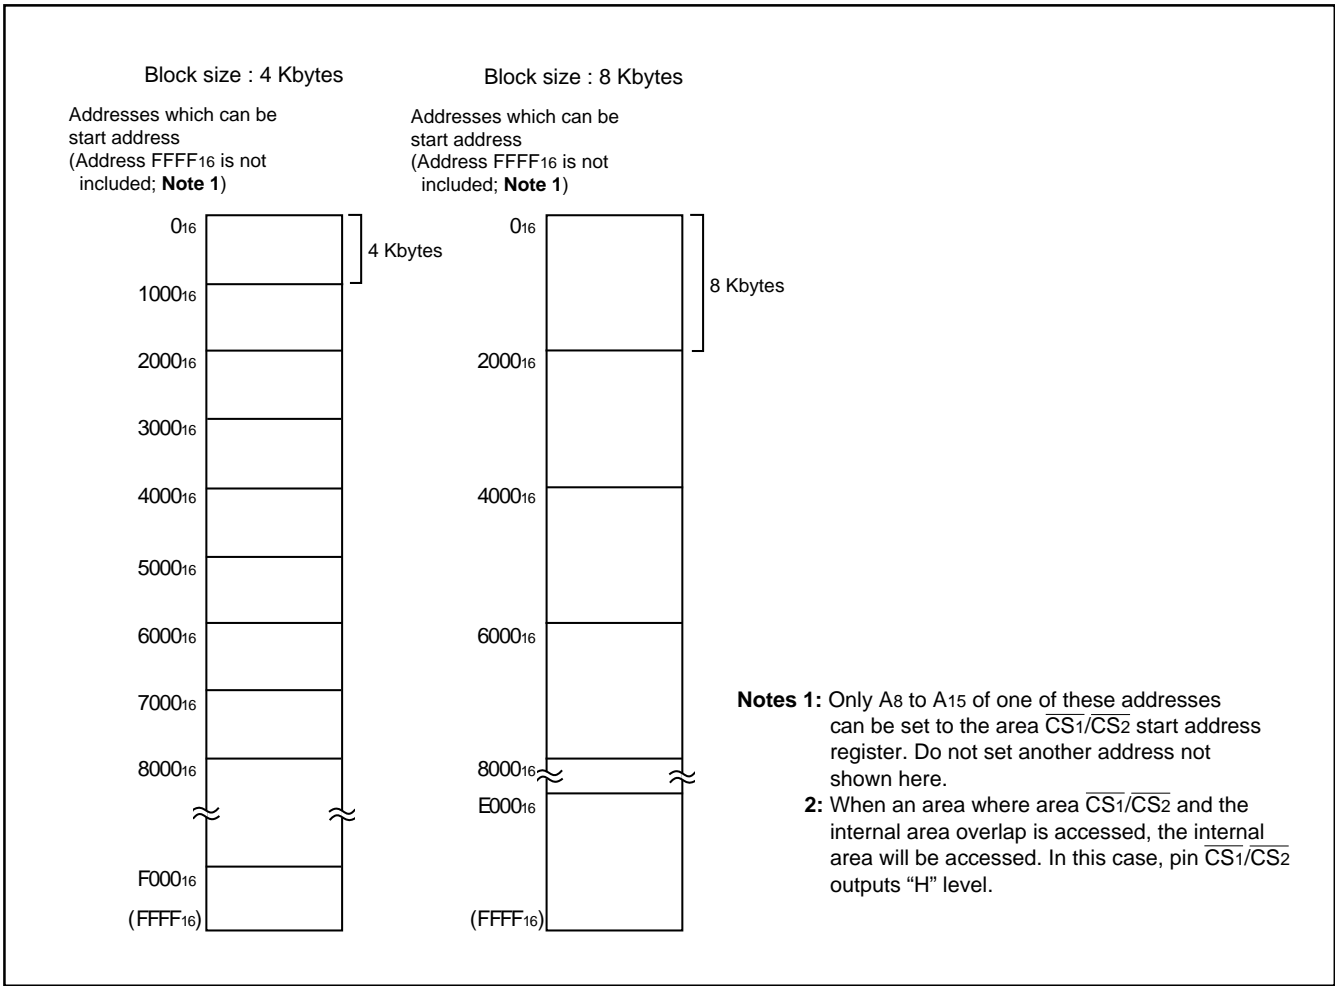 Block size : 4 Kbytes
Addresses which can be
start address
(Address FFFF16 is not
included; Note 1)
016
4 Kbytes
100016
200016
300016
400016
500016
600016
700016
800016
F00016
(FFFF16)
Block size : 8 Kbytes
Addresses which can be
start address
(Address FFFF16 is not
included; Note 1)
016
8 Kbytes
200016
400016
600016
800016
E00016
(FFFF16)
Notes 1: Only A8 to A15 of one of these addresses
can be set to the area CS1/CS2 start address
register. Do not set another address not
shown here.
2: When an area where area CS1/CS2 and the
internal area overlap is accessed, the internal
area will be accessed. In this case, pin CS1/CS2
outputs “H” level.